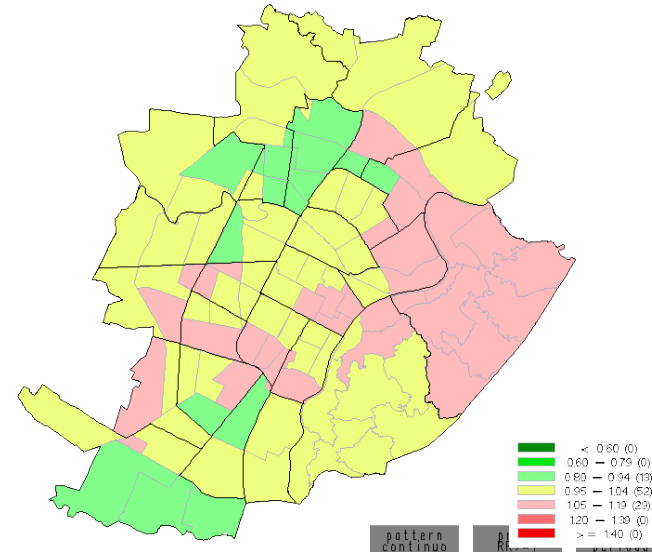 < 0.60 (0)
0.60 – 0.79 (0)
0.80 – 0.94 (13)
0.95 – 1.04 (52)
1.05 – 1.19 (29)
1.20 – 1.39 (0)
>= 1.40 (0)
pattern
continuo